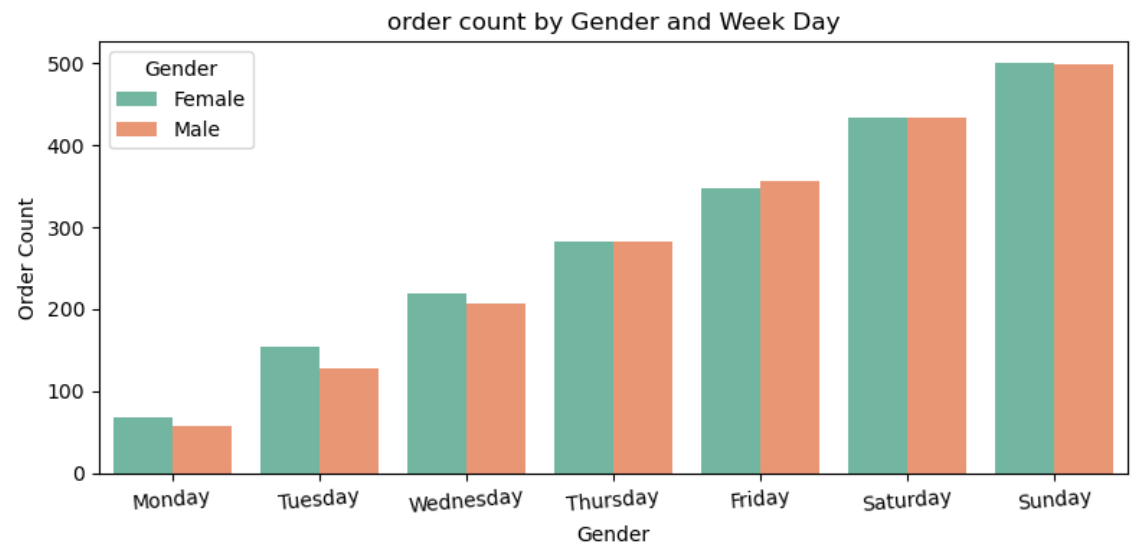 order count by Gender and Week Day
Gender
Female
Male
500
400
300
200
100
0
Order Count
Monday Tuesday Wednesday Thursday Friday Saturday Sunday
Gender